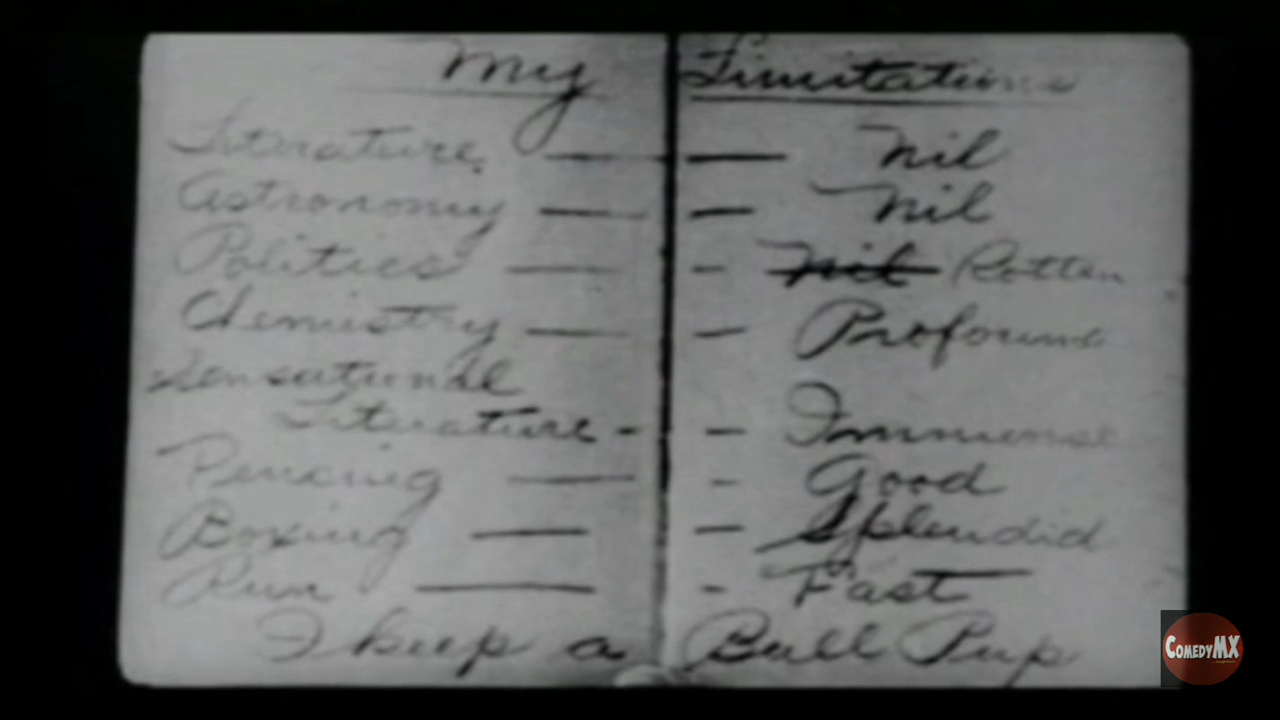 My Limitations
Literature — — Nil
Astronomy — — Nil
Politics — - Nil Rotten
Chemistry — — Profound
Sensational
Literature - - Immense
Fencing — - Good
Boxing — — Splendid
Run — - Fast
I keep a Bull Pup
COMEDYMX